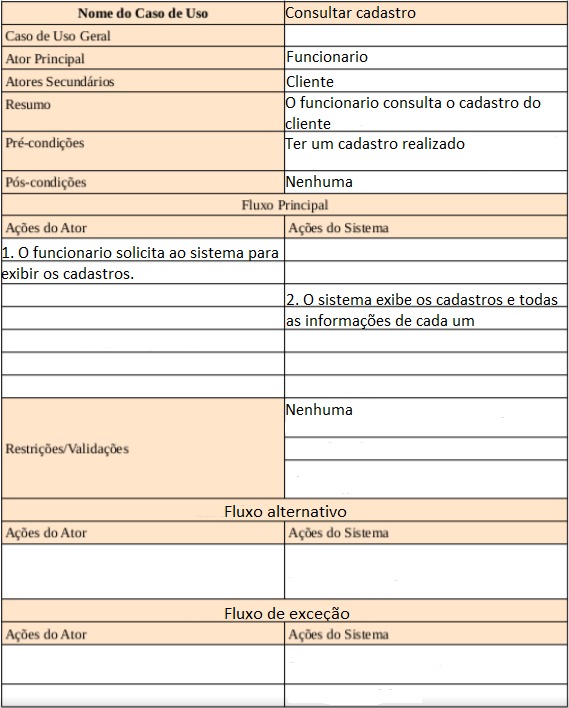 Nome do Caso de Uso Consultar cadastro
Caso de Uso Geral
Ator Principal Funcionario
Atores Secundários Cliente
Resumo O funcionario consulta o cadastro do
cliente
Pré-condições Ter um cadastro realizado
Pós-condições Nenhuma
Fluxo Principal
Ações do Ator Ações do Sistema
1. O funcionario solicita ao sistema para
exibir os cadastros.
2. O sistema exibe os cadastros e todas
as informações de cada um
Restrições/Validações Nenhuma
Fluxo alternativo
Ações do Ator Ações do Sistema
Fluxo de exceção
Ações do Ator Ações do Sistema